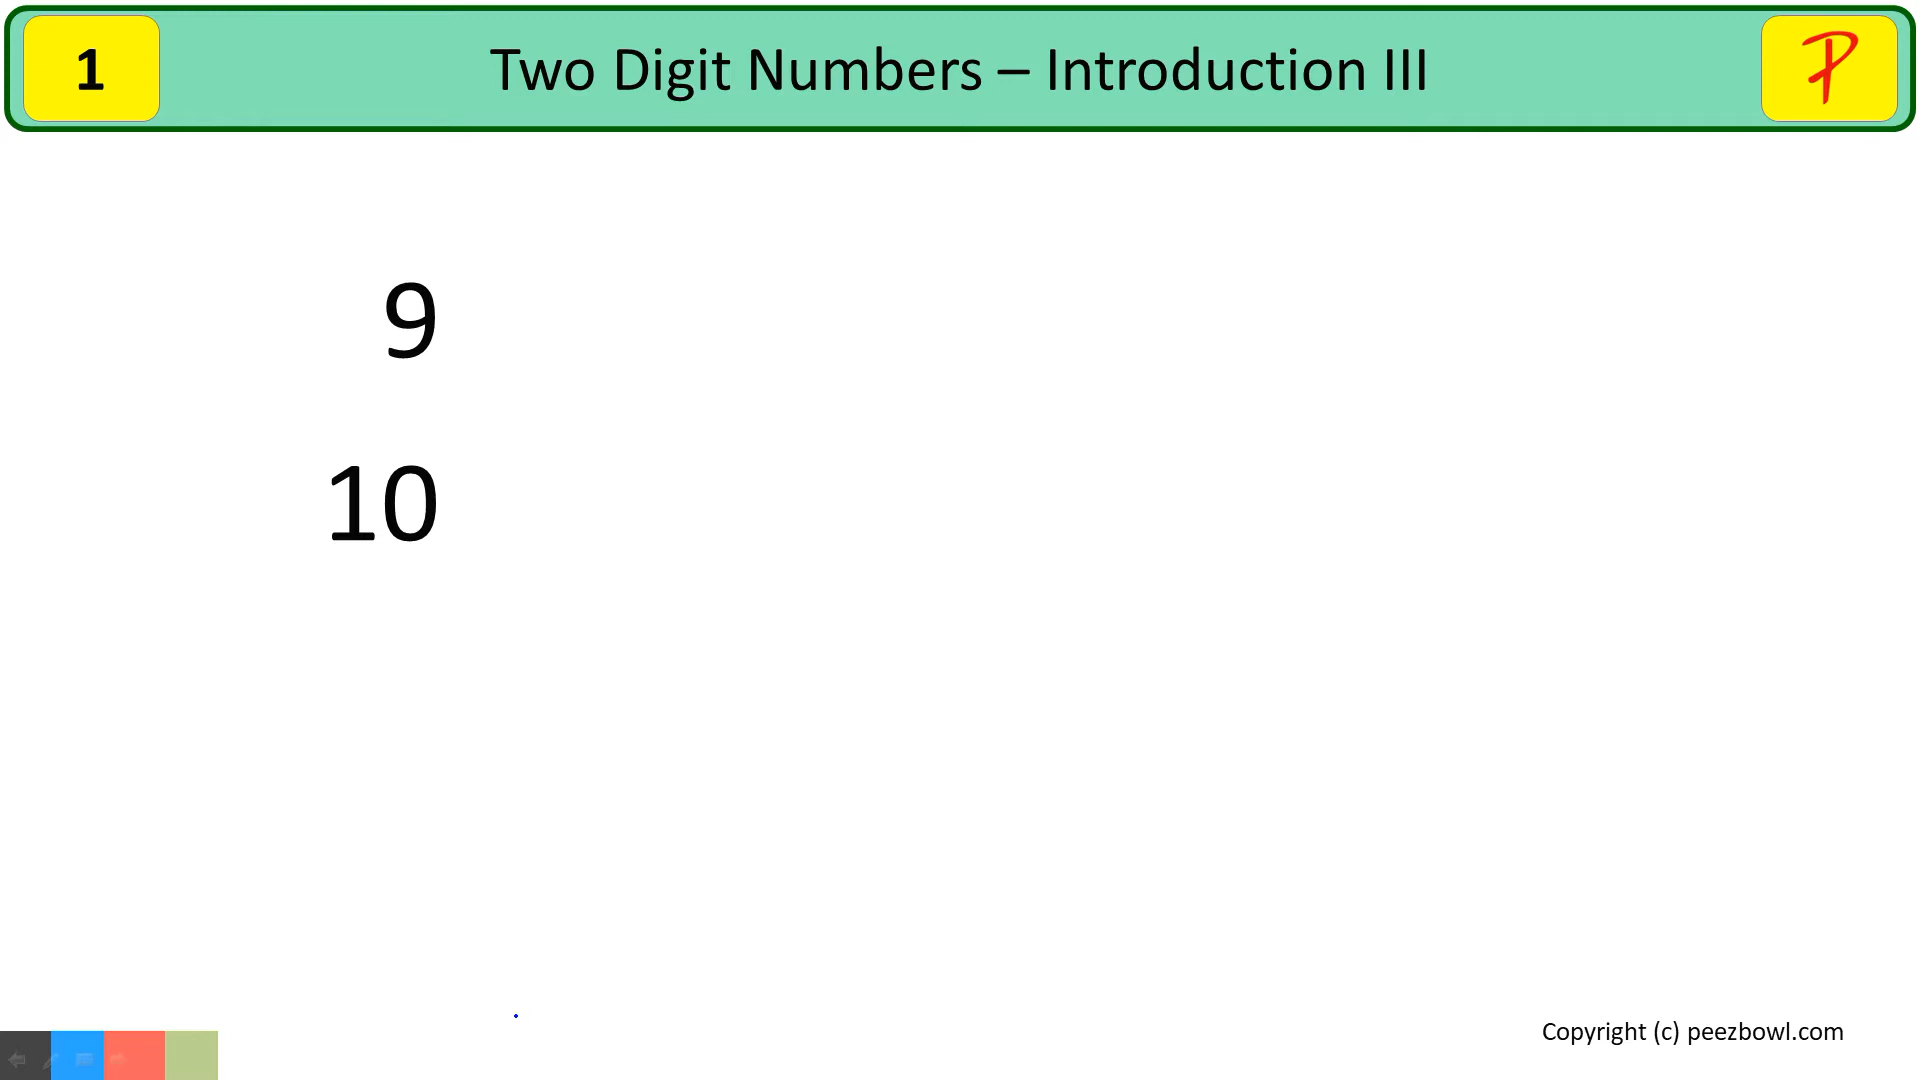 1
Two Digit Numbers – Introduction III
P
9
10
Copyright (c) peezbowl.com